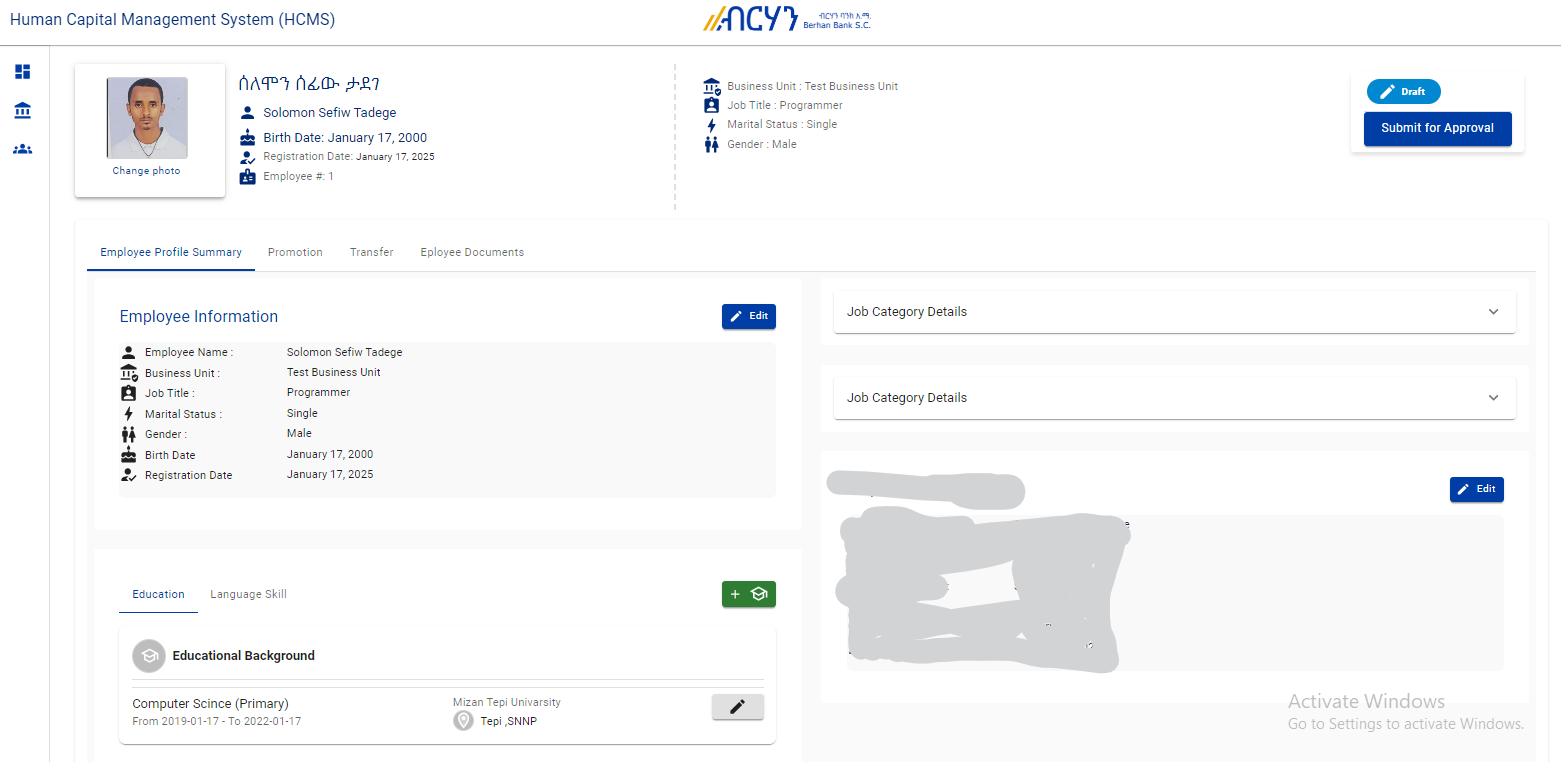 Human Capital Management System (HCMS)
ብርሃን
ብርሃን ባንክ አ.ማ.
Berhan Bank S.C.
ሰለሞን ሰፊው ታደገ
Solomon Sefiw Tadege
Birth Date: January 17, 2000
Registration Date: January 17, 2025
Employee #: 1
Change photo
Business Unit : Test Business Unit
Job Title : Programmer
Marital Status : Single
Gender : Male
Draft
Submit for Approval
Employee Profile Summary Promotion Transfer Eployee Documents
Employee Information
Edit
Employee Name : Solomon Sefiw Tadege
Business Unit : Test Business Unit
Job Title : Programmer
Marital Status : Single
Gender : Male
Birth Date January 17, 2000
Registration Date January 17, 2025
Education Language Skill
+
Educational Background
Computer Scince (Primary)
From 2019-01-17 - To 2022-01-17
Mizan Tepi Univarsity
Tepi ,SNNP
Job Category Details
Job Category Details
Edit
Activate Windows
Go to Settings to activate Windows.